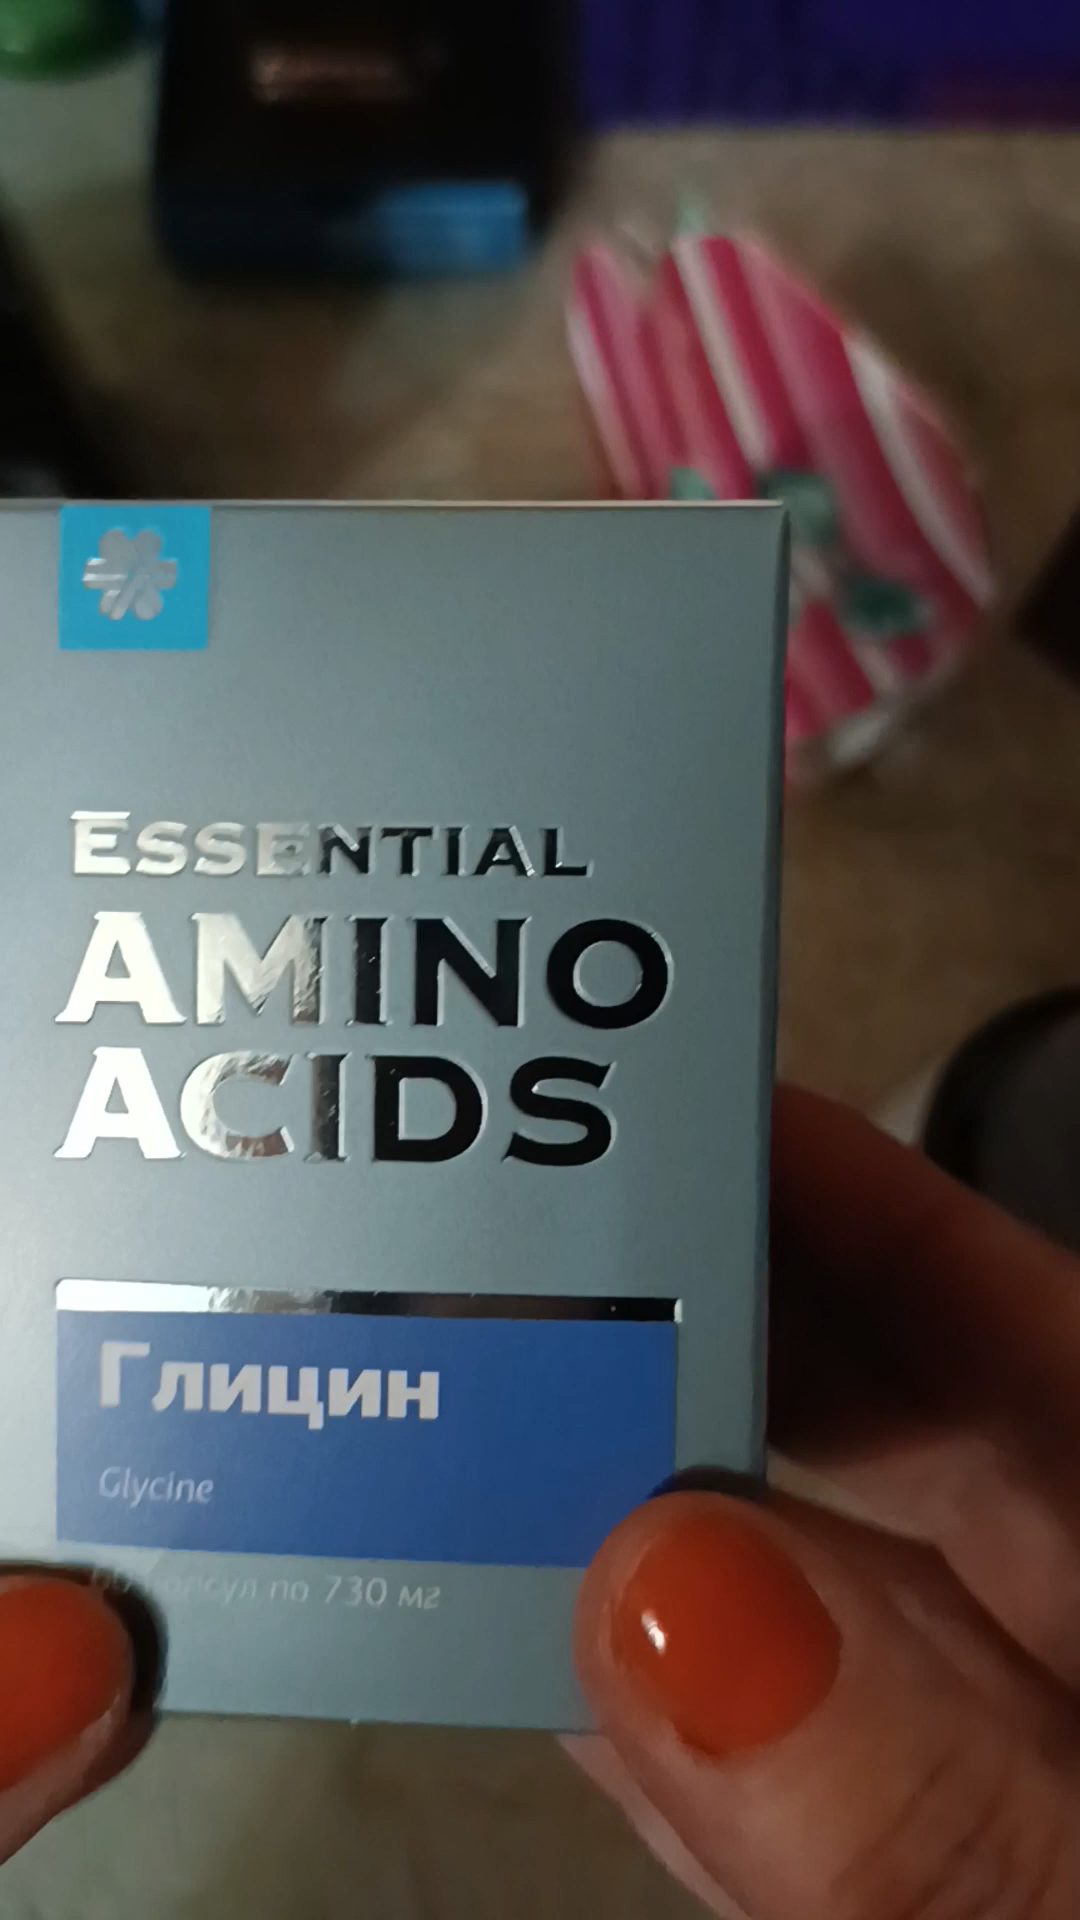 ESSENTIAL
AMINO
ACIDS
Глицин
Glycine
капсул по 730 мг